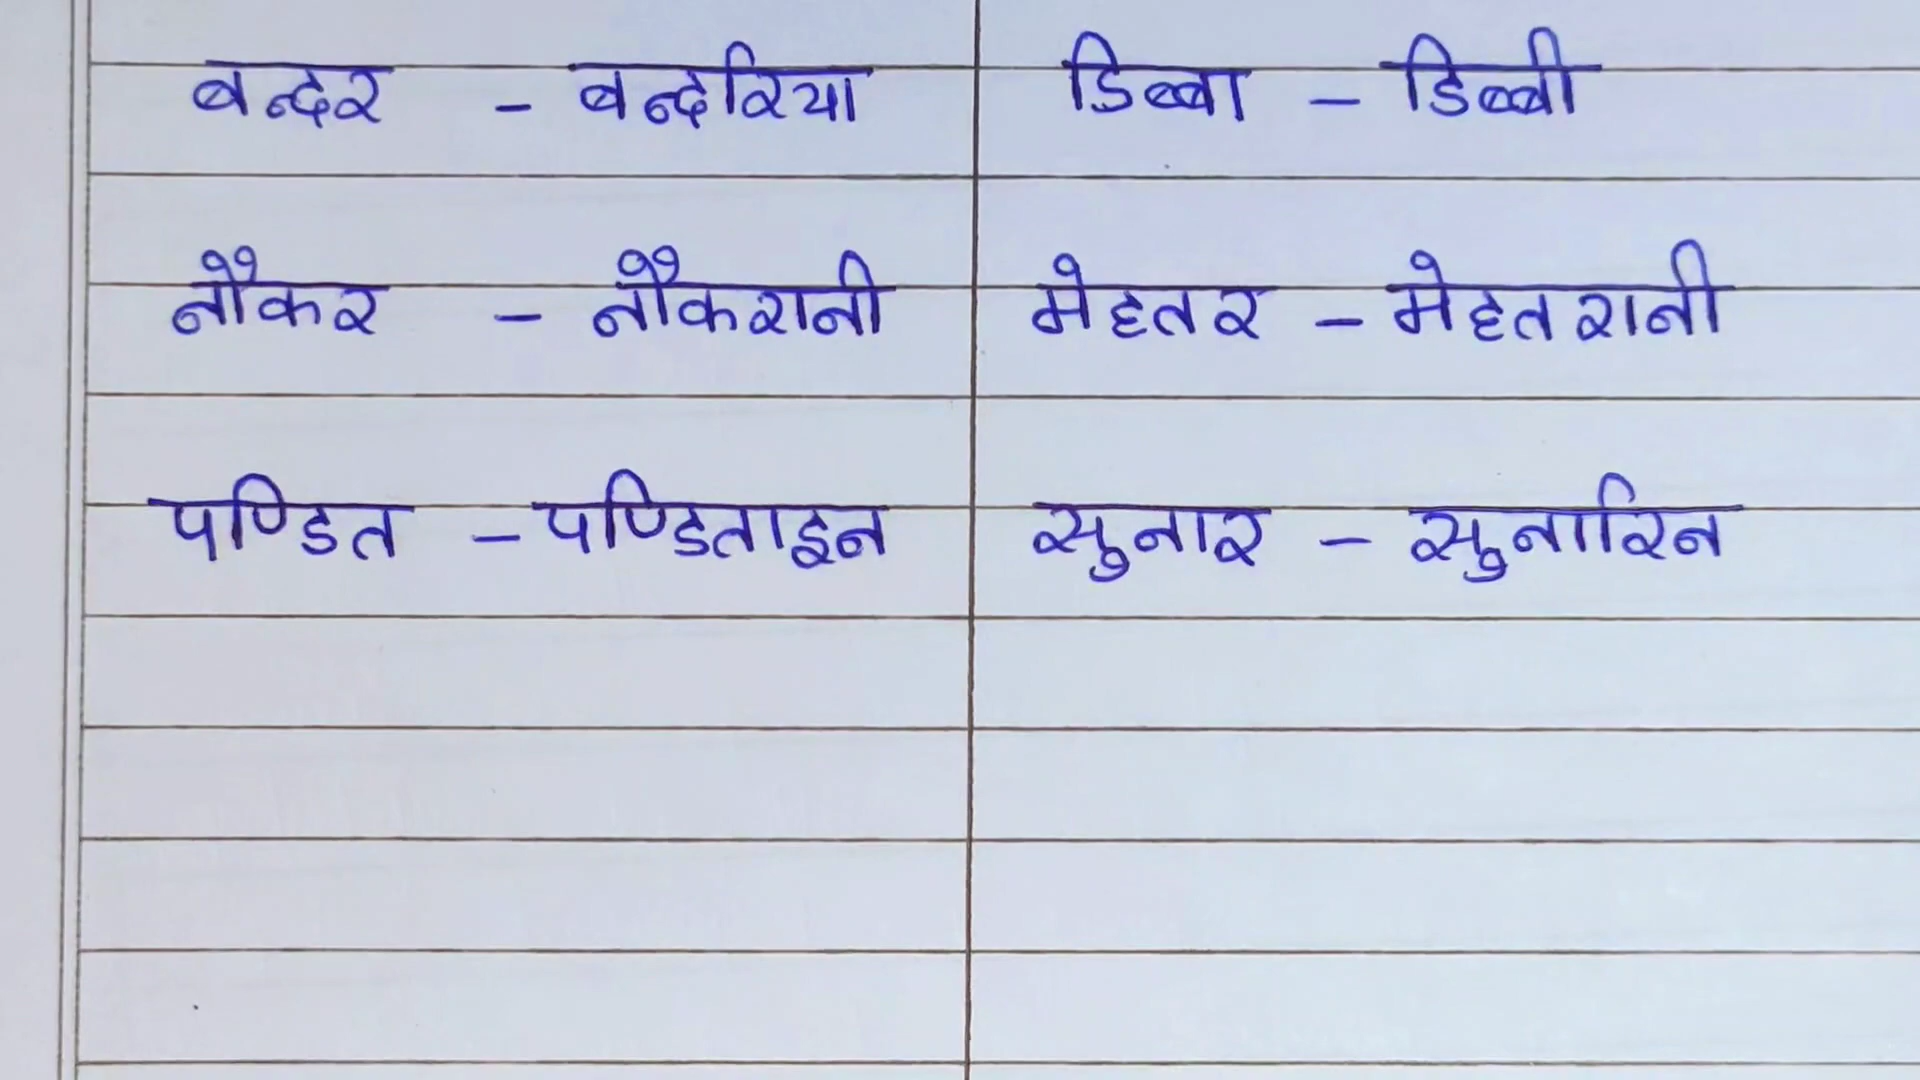 बन्दर - बन्दरिया डिब्बा - डिब्बी
नौकर - नौकरानी मेहतर - मेहतरानी
पण्डित - पण्डिताइन सुनार - सुनारिन